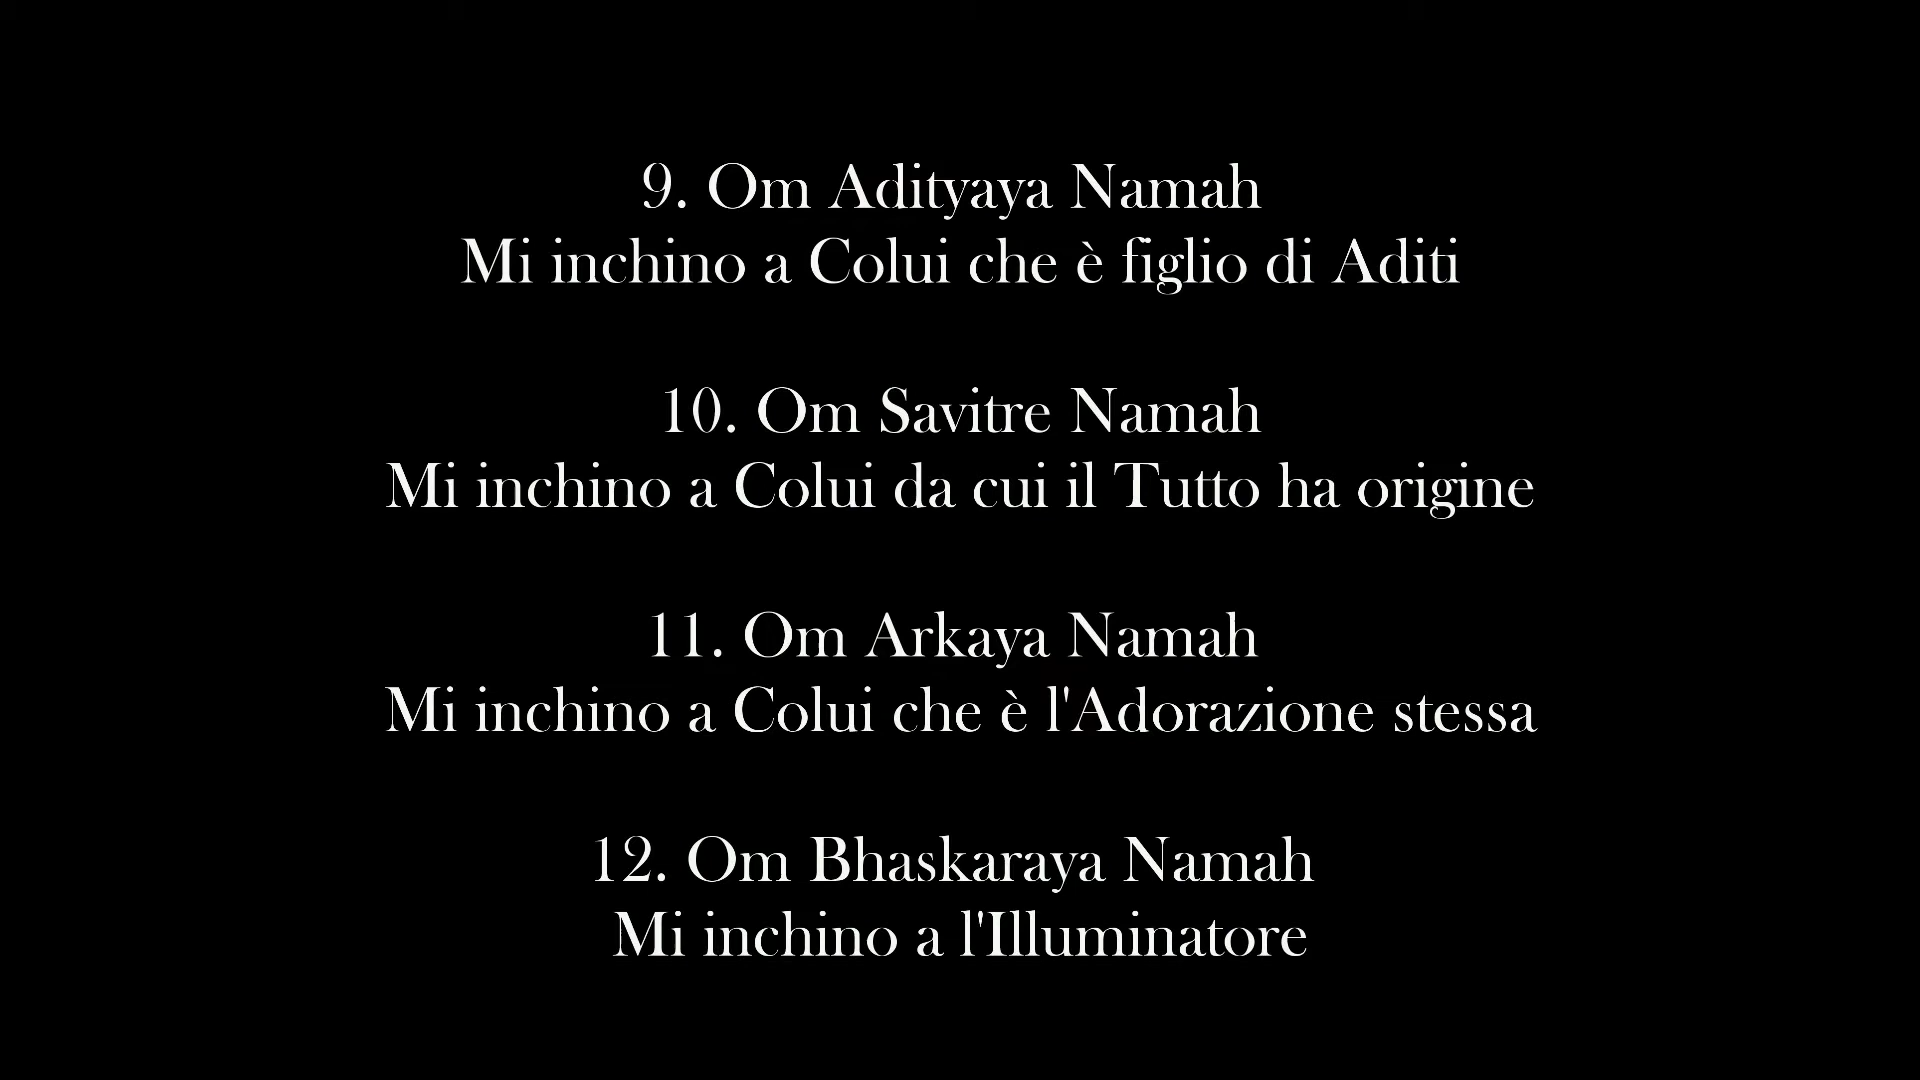 9. Om Adityaya Namah
Mi inchino a Colui che è figlio di Aditi
10. Om Savitre Namah
Mi inchino a Colui da cui il Tutto ha origine
11. Om Arkaya Namah
Mi inchino a Colui che è l'Adorazione stessa
12. Om Bhaskaraya Namah
Mi inchino a l'Illuminatore